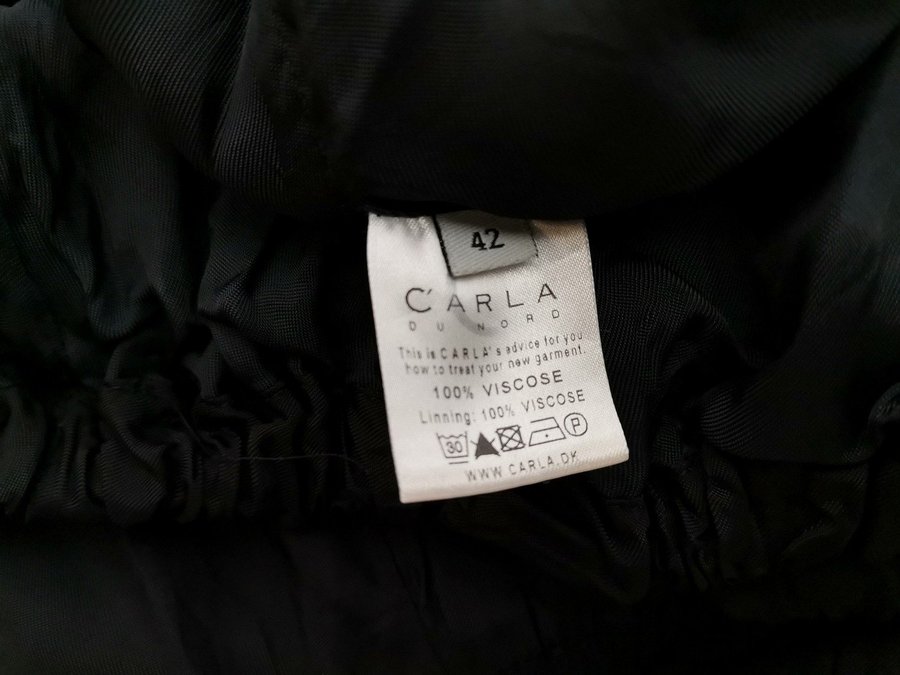 42
C'ARLA
DU NORD
This is CARLA's advice for you
how to treat your new garment.
100% VISCOSE
Linning: 100% VISCOSE
30 P
WWW.CARLA.DK